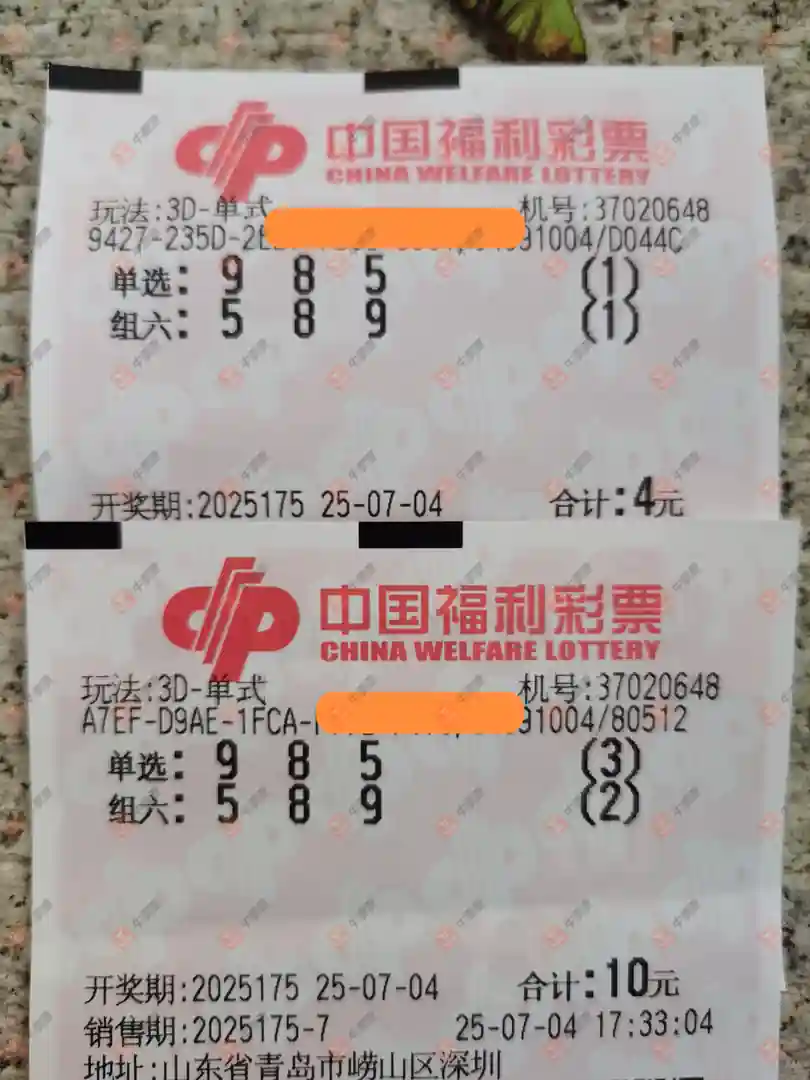 中国福利彩票
CHINA WELFARE LOTTERY
玩法:3D-单式 机号:37020648
9427-235D-2 91004/D044C
单选: 9 8 5 (1)
组六: 5 8 9 (1)
开奖期:2025175 25-07-04 合计:4元
中国福利彩票
CHINA WELFARE LOTTERY
玩法:3D-单式 机号:37020648
A7EF-D9AE-1FCA- 91004/80512
单选: 9 8 5 (3)
组六: 5 8 9 (2)
开奖期:2025175 25-07-04 合计:10元
销售期:2025175-7 25-07-04 17:33:04
地址:山东省青岛市崂山区深圳